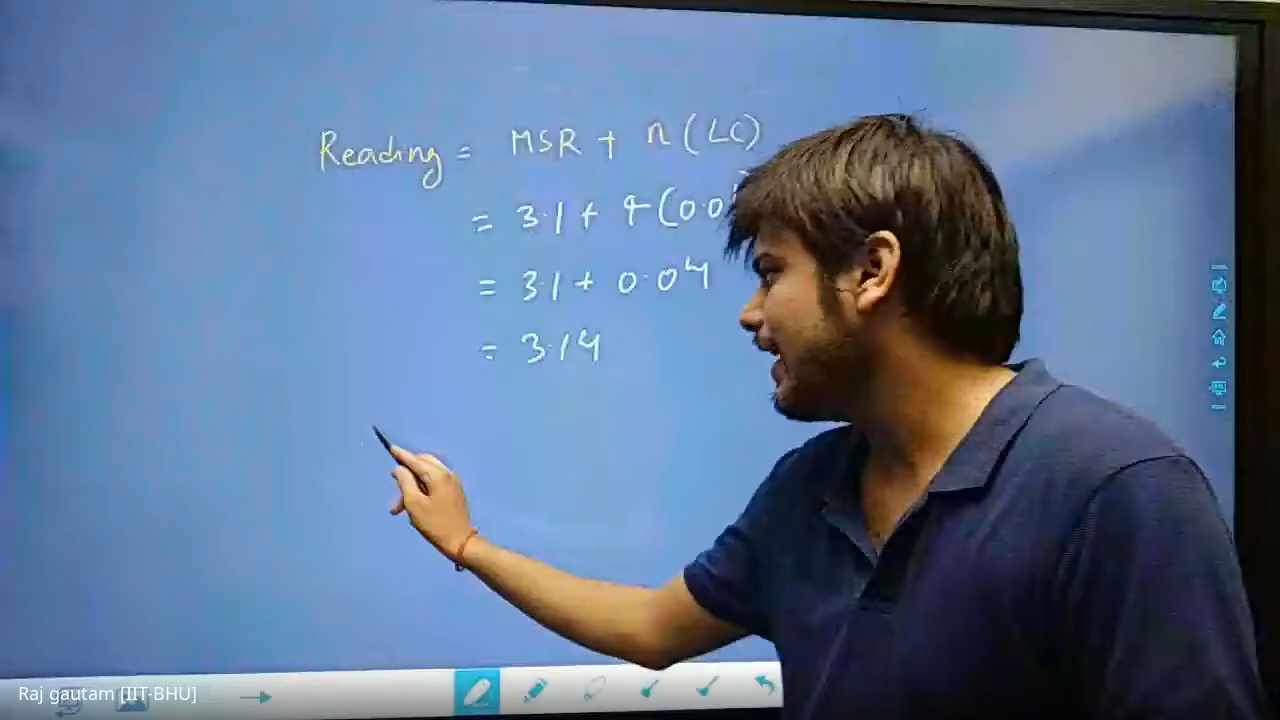 Reading = MSR + n(LC)
= 3.1 + 4(0.0
= 3.1 + 0.04
= 3.14
Raj gautam [IIT-BHU]